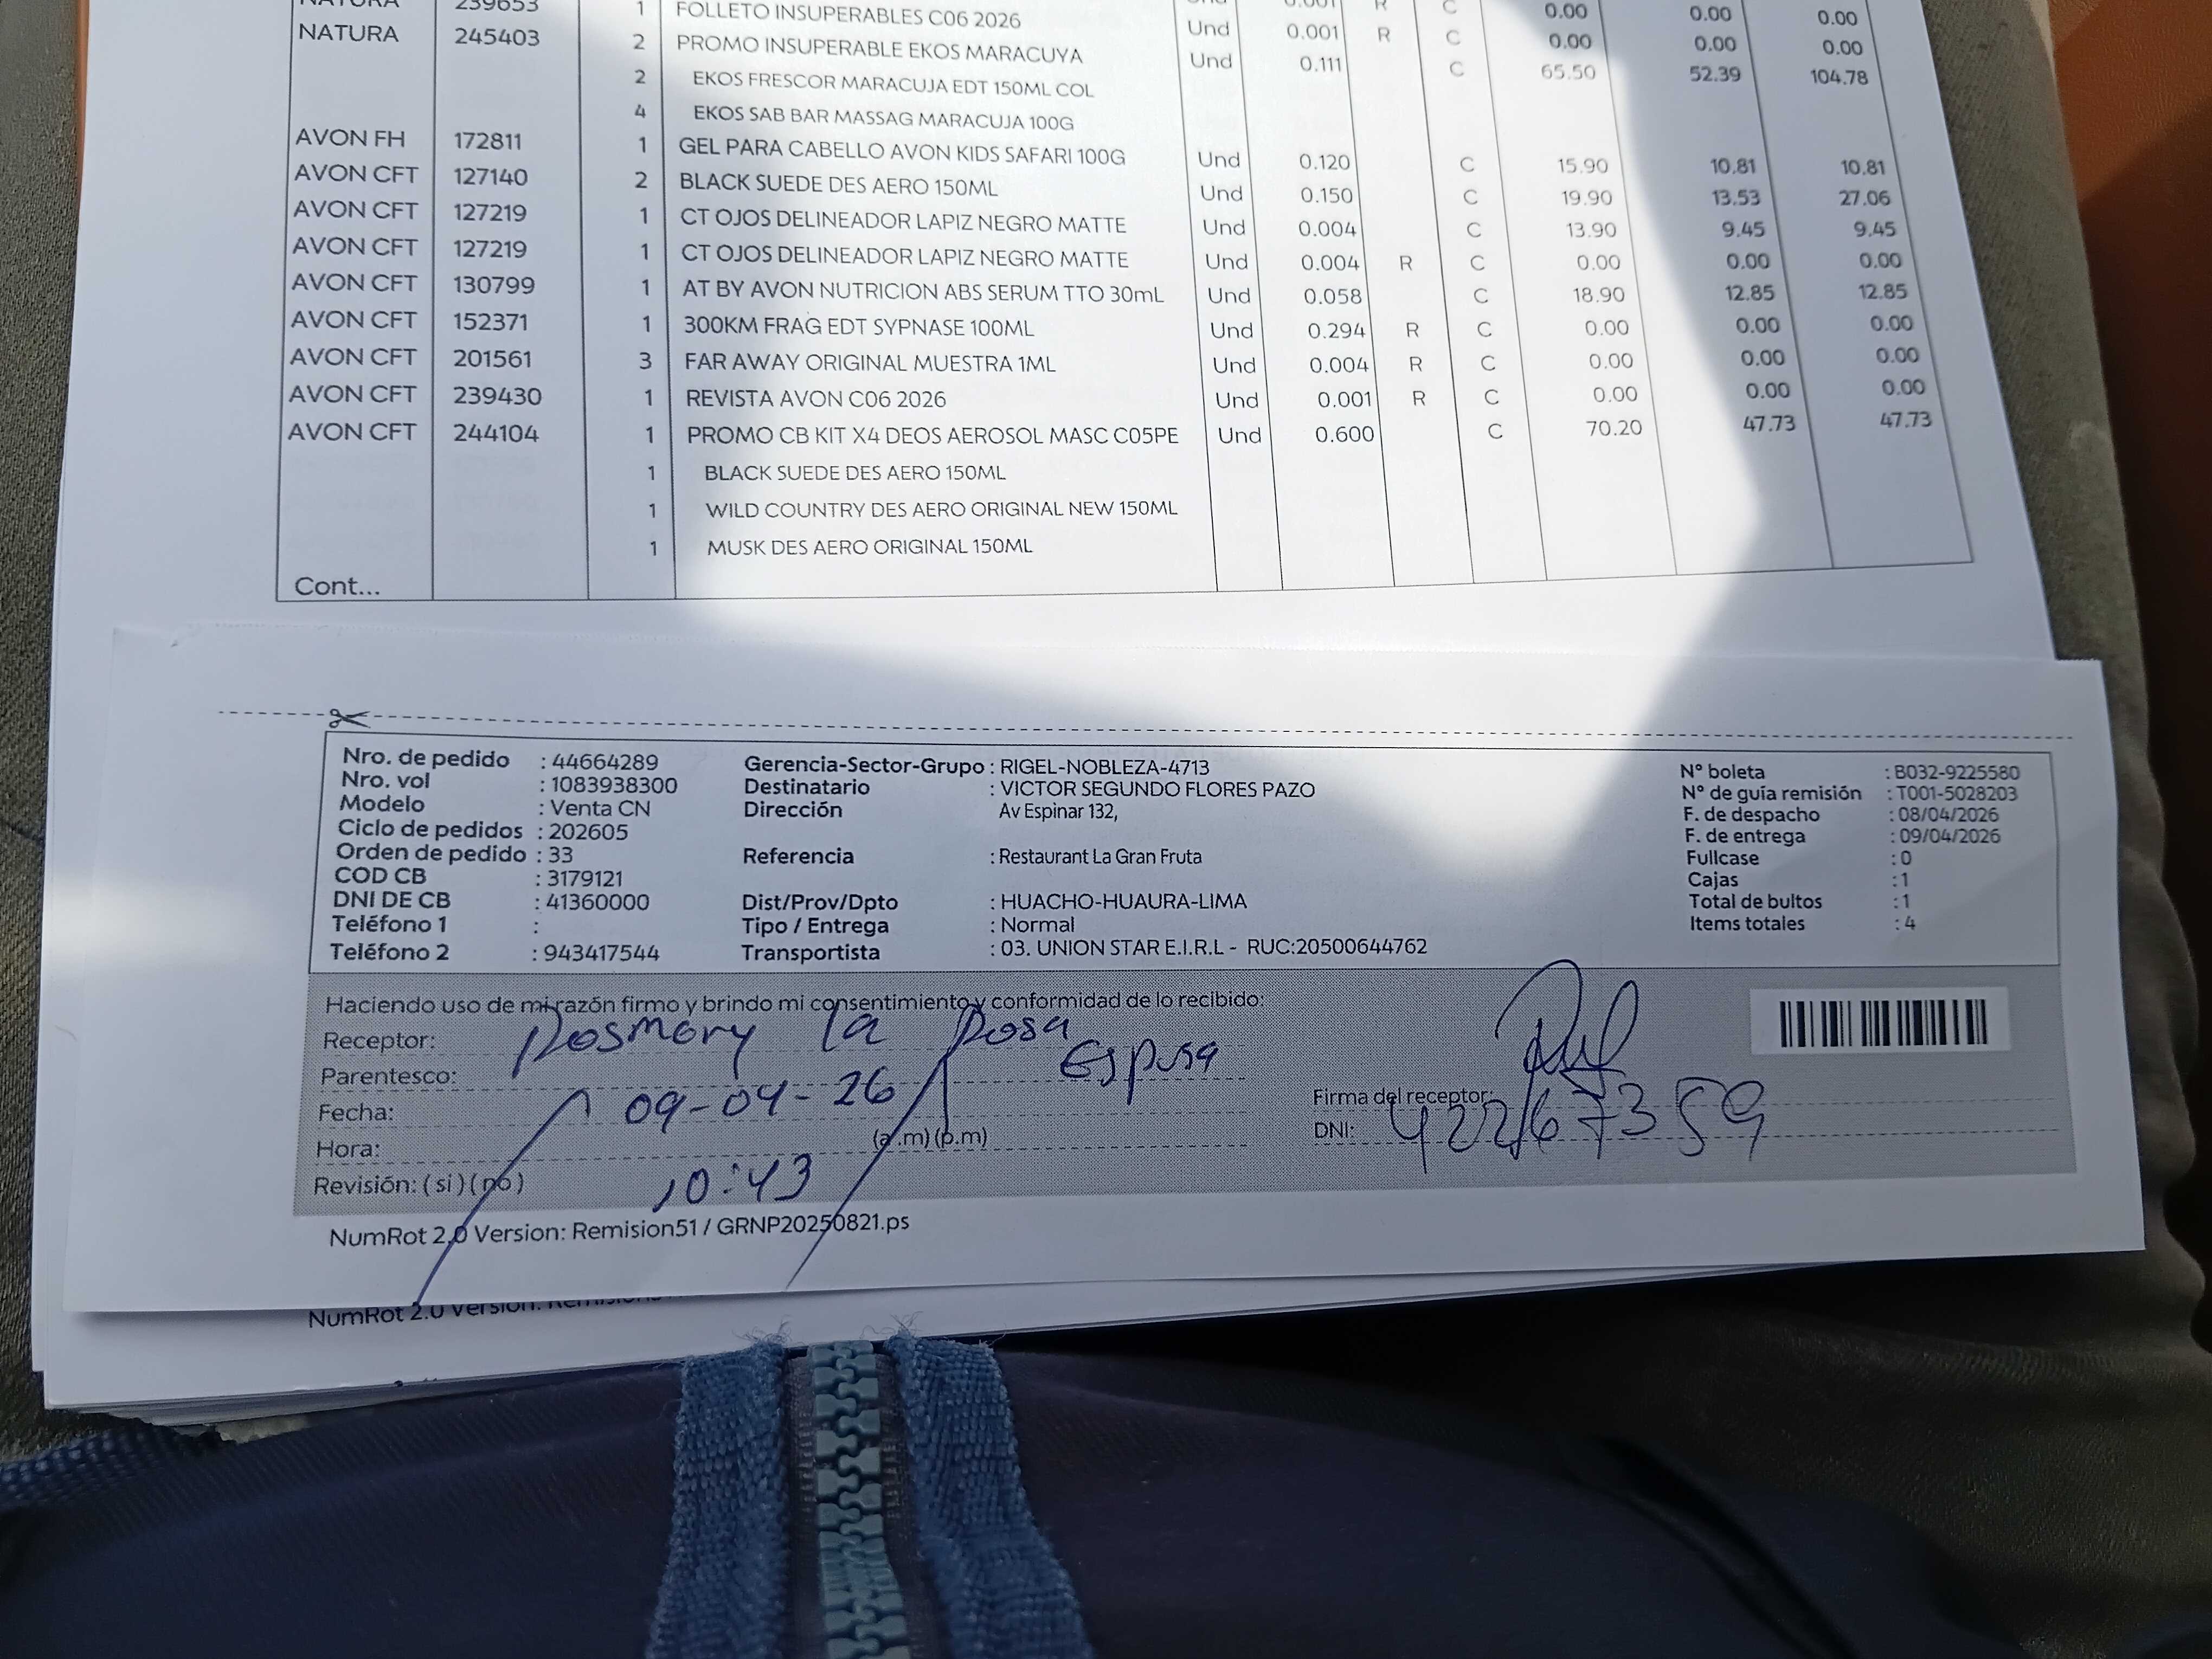 NATURA 239653 1 FOLLETO INSUPERABLES C06 2026 Und 0.001 R C 0.00 0.00 0.00
NATURA 245403 2 PROMO INSUPERABLE EKOS MARACUYA Und 0.111 C 65.50 52.39 104.78
2 EKOS FRESCOR MARACUJA EDT 150ML COL
4 EKOS SAB BAR MASSAG MARACUJA 100G
AVON FH 172811 1 GEL PARA CABELLO AVON KIDS SAFARI 100G Und 0.120 C 15.90 10.81 10.81
AVON CFT 127140 2 BLACK SUEDE DES AERO 150ML Und 0.150 C 19.90 13.53 27.06
AVON CFT 127219 1 CT OJOS DELINEADOR LAPIZ NEGRO MATTE Und 0.004 C 13.90 9.45 9.45
AVON CFT 127219 1 CT OJOS DELINEADOR LAPIZ NEGRO MATTE Und 0.004 R C 0.00 0.00 0.00
AVON CFT 130799 1 AT BY AVON NUTRICION ABS SERUM TTO 30mL Und 0.058 C 18.90 12.85 12.85
AVON CFT 152371 1 300KM FRAG EDT SYPNASE 100ML Und 0.294 R C 0.00 0.00 0.00
AVON CFT 201561 3 FAR AWAY ORIGINAL MUESTRA 1ML Und 0.004 R C 0.00 0.00 0.00
AVON CFT 239430 1 REVISTA AVON C06 2026 Und 0.001 R C 0.00 0.00 0.00
AVON CFT 244104 1 PROMO CB KIT X4 DEOS AEROSOL MASC C05PE Und 0.600 C 70.20 47.73 47.73
1 BLACK SUEDE DES AERO 150ML
1 WILD COUNTRY DES AERO ORIGINAL NEW 150ML
1 MUSK DES AERO ORIGINAL 150ML
Cont...
Nro. de pedido : 44664289 Gerencia-Sector-Grupo : RIGEL-NOBLEZA-4713 N° boleta : B032-9225580
Nro. vol : 1083938300 Destinatario : VICTOR SEGUNDO FLORES PAZO N° de guía remisión : T001-5028203
Modelo : Venta CN Dirección Av Espinar 132, F. de despacho : 08/04/2026
Ciclo de pedidos : 202605 F. de entrega : 09/04/2026
Orden de pedido : 33 Referencia : Restaurant La Gran Fruta Fullcase : 0
COD CB : 3179121 Cajas : 1
DNI DE CB : 41360000 Dist/Prov/Dpto : HUACHO-HUAURA-LIMA Total de bultos : 1
Teléfono 1 : Tipo / Entrega : Normal Items totales : 4
Teléfono 2 : 943417544 Transportista : 03. UNION STAR E.I.R.L - RUC:20500644762
Haciendo uso de mi razón firmo y brindo mi consentimiento y conformidad de lo recibido:
Receptor: Rosmery la Rosa
Parentesco: Esposa
Fecha: 09-04-26 Firma del receptor:
Hora: (a.m) (p.m) DNI: 42267359
Revisión: (si) (no) 10:43
NumRot 2.0 Version: Remision51 / GRNP20250821.ps
NumRot 2.0 Version: